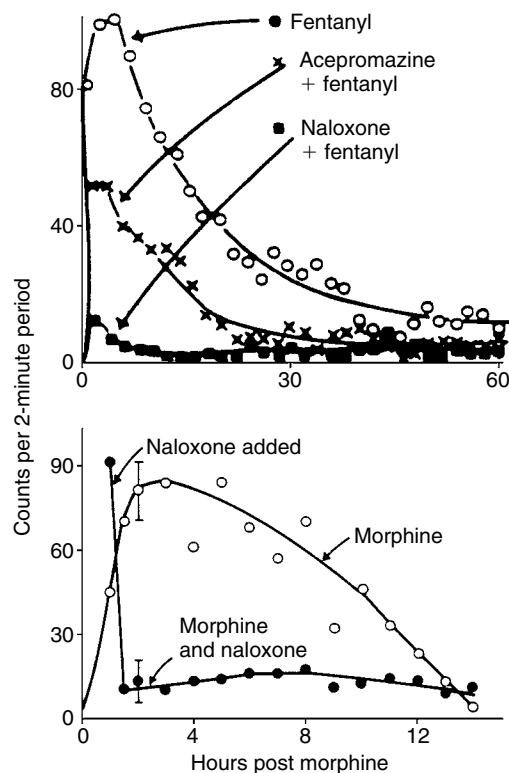 Fentanyl
Acepromazine
+ fentanyl
Naloxone
+ fentanyl
80
40
0
0
30
60
Counts per 2-minute period
Naloxone added
Morphine
Morphine
and naloxone
90
60
30
0
0
4
8
12
Hours post morphine